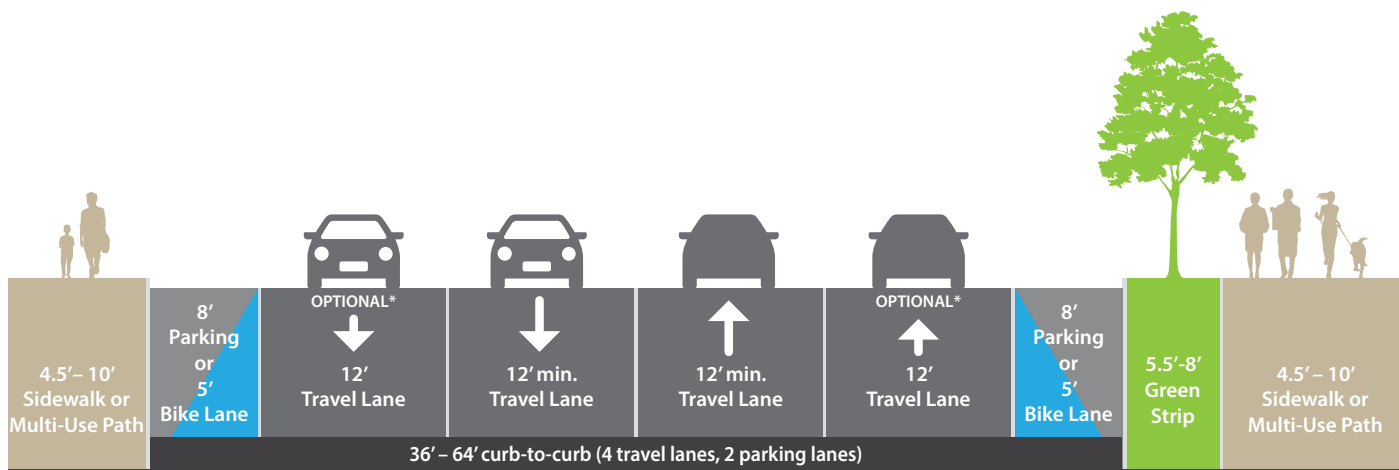 4.5’ – 10’
Sidewalk or
Multi-Use Path
8’
Parking
or
5’
Bike Lane
OPTIONAL*
12’
Travel Lane
12’ min.
Travel Lane
12’ min.
Travel Lane
OPTIONAL*
12’
Travel Lane
8’
Parking
or
5’
Bike Lane
5.5’-8’
Green
Strip
4.5’ – 10’
Sidewalk or
Multi-Use Path
36’ – 64’ curb-to-curb (4 travel lanes, 2 parking lanes)